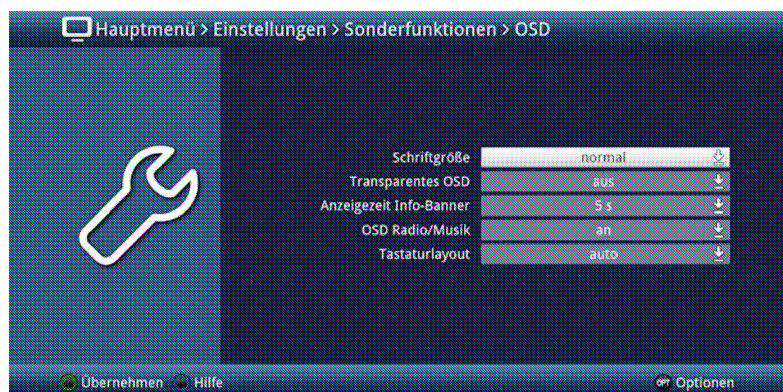 Hauptmenü > Einstellungen > Sonderfunktionen > OSD
Schriftgröße normal
Transparentes OSD aus
Anzeigezeit Info-Banner 5 s
OSD Radio/Musik an
Tastaturlayout auto
Übernehmen Hilfe OPT Optionen